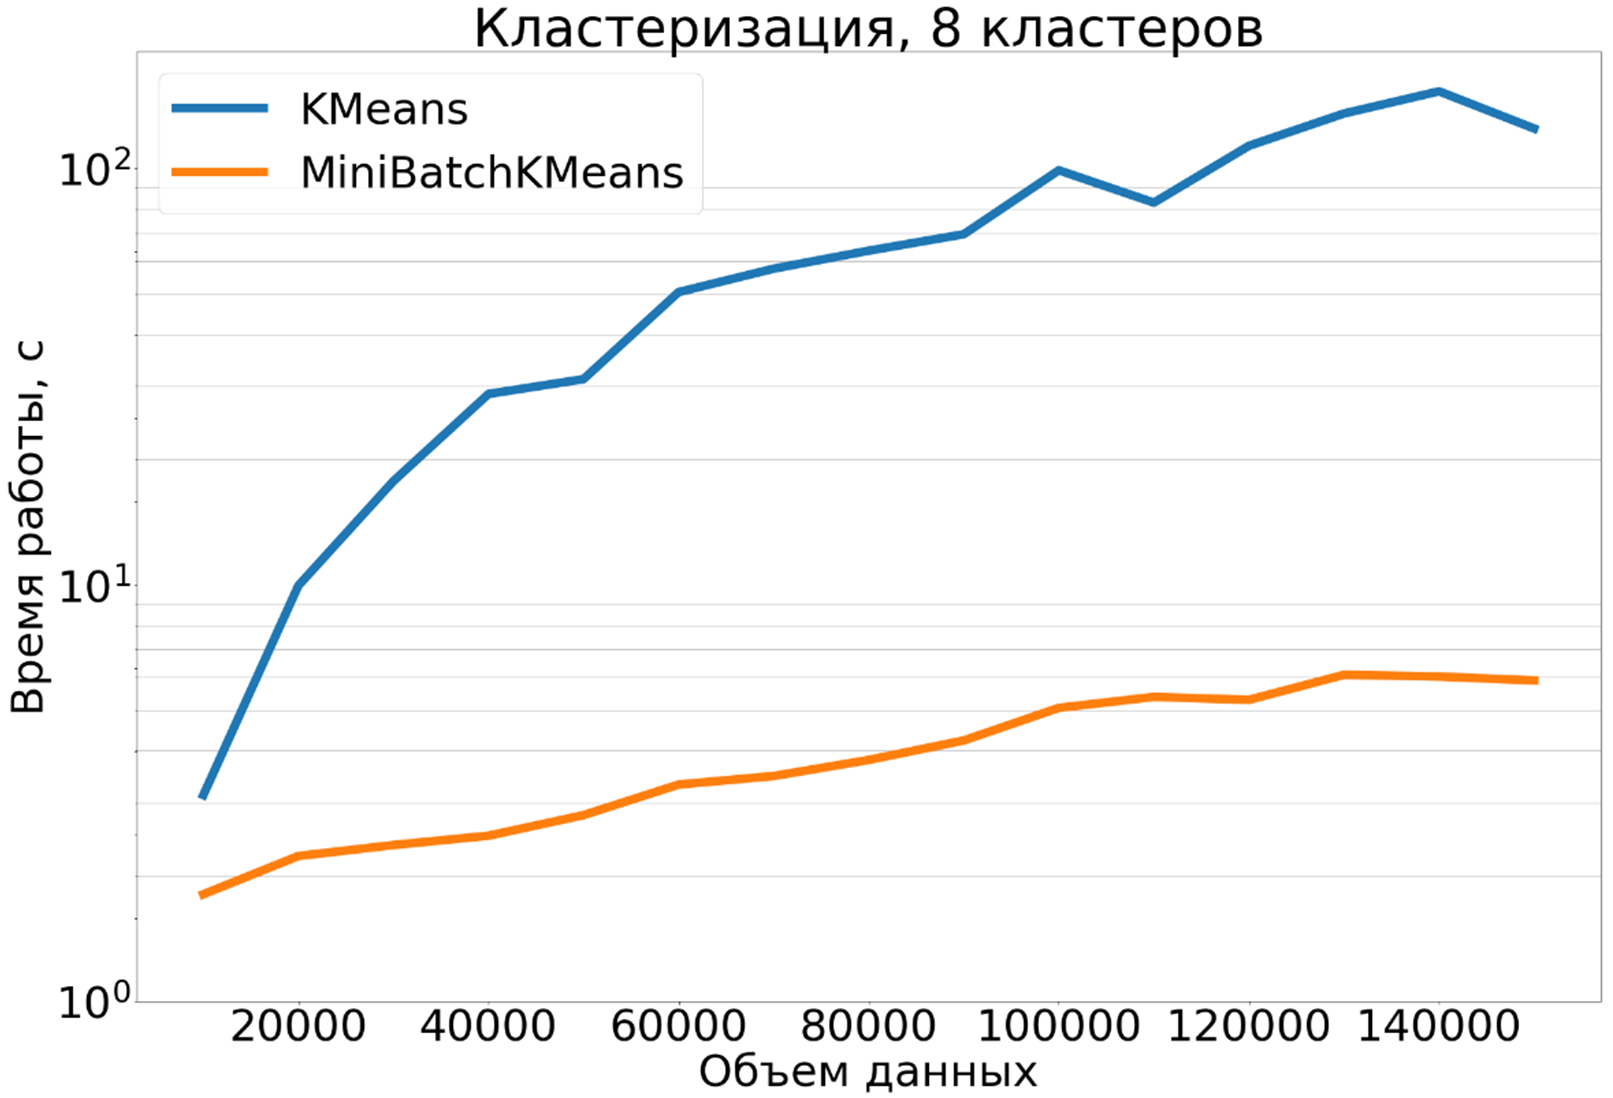 Кластеризация, 8 кластеров
KMeans
MiniBatchKMeans
10²
10¹
10⁰
Время работы, с
20000 40000 60000 80000 100000 120000 140000
Объем данных